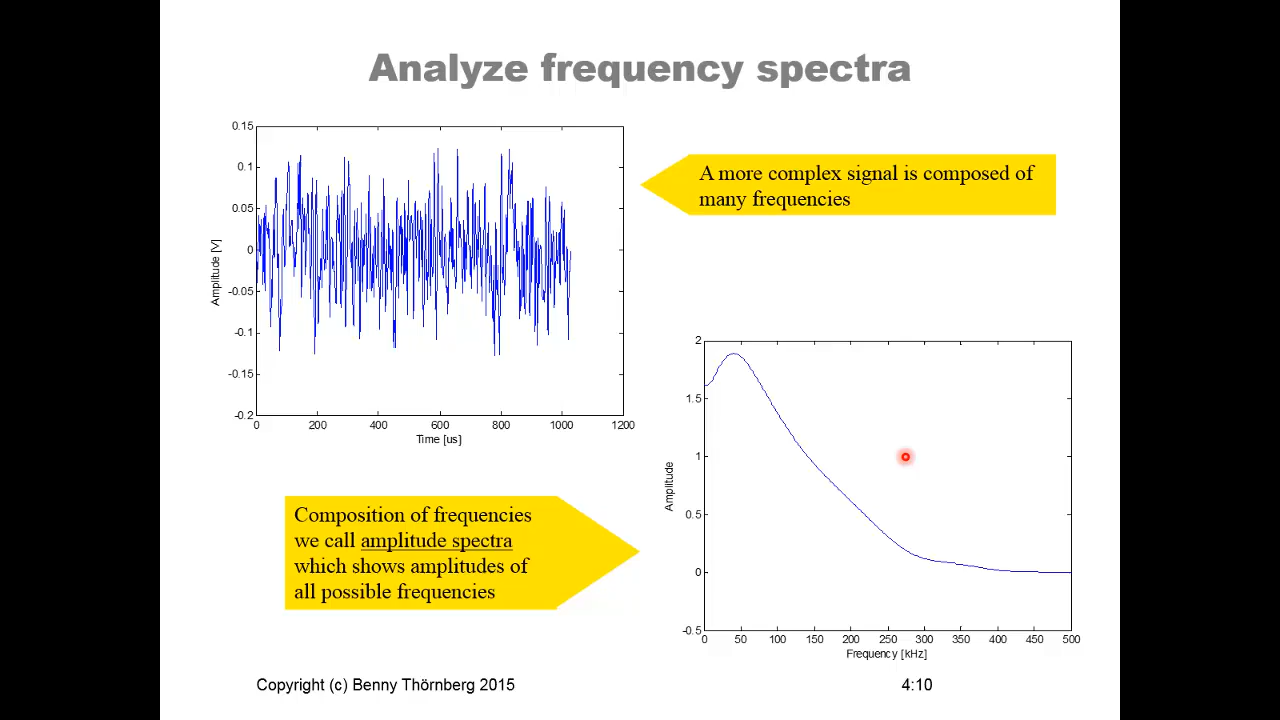 Analyze frequency spectra
0.15
0.1
0.05
0
-0.05
-0.1
-0.15
-0.2
Amplitude [V]
0 200 400 600 800 1000 1200
Time [us]
A more complex signal is composed of
many frequencies
2
1.5
1
0.5
0
-0.5
Amplitude
0 50 100 150 200 250 300 350 400 450 500
Frequency [kHz]
Composition of frequencies
we call amplitude spectra
which shows amplitudes of
all possible frequencies
Copyright (c) Benny Thörnberg 2015
4:10